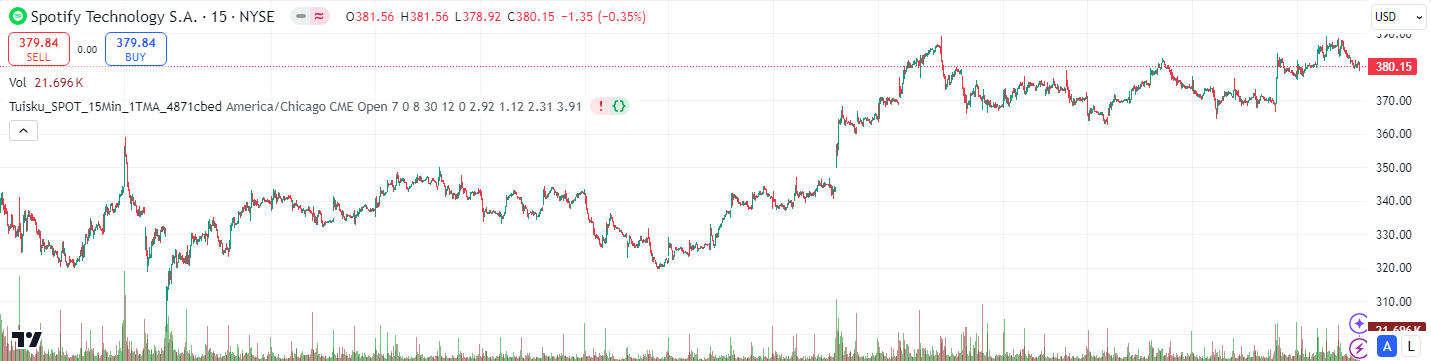 Spotify Technology S.A. · 15 · NYSE O381.56 H381.56 L378.92 C380.15 −1.35 (−0.35%)
USD
379.84 SELL 0.00 379.84 BUY
380.15
Vol 21.696 K
Tuisku_SPOT_15Min_1TMA_4871cbed America/Chicago CME Open 7 0 8 30 12 0 2.92 1.12 2.31 3.91 ! {}
370.00
360.00
350.00
340.00
330.00
320.00
310.00
21.696 K
A L